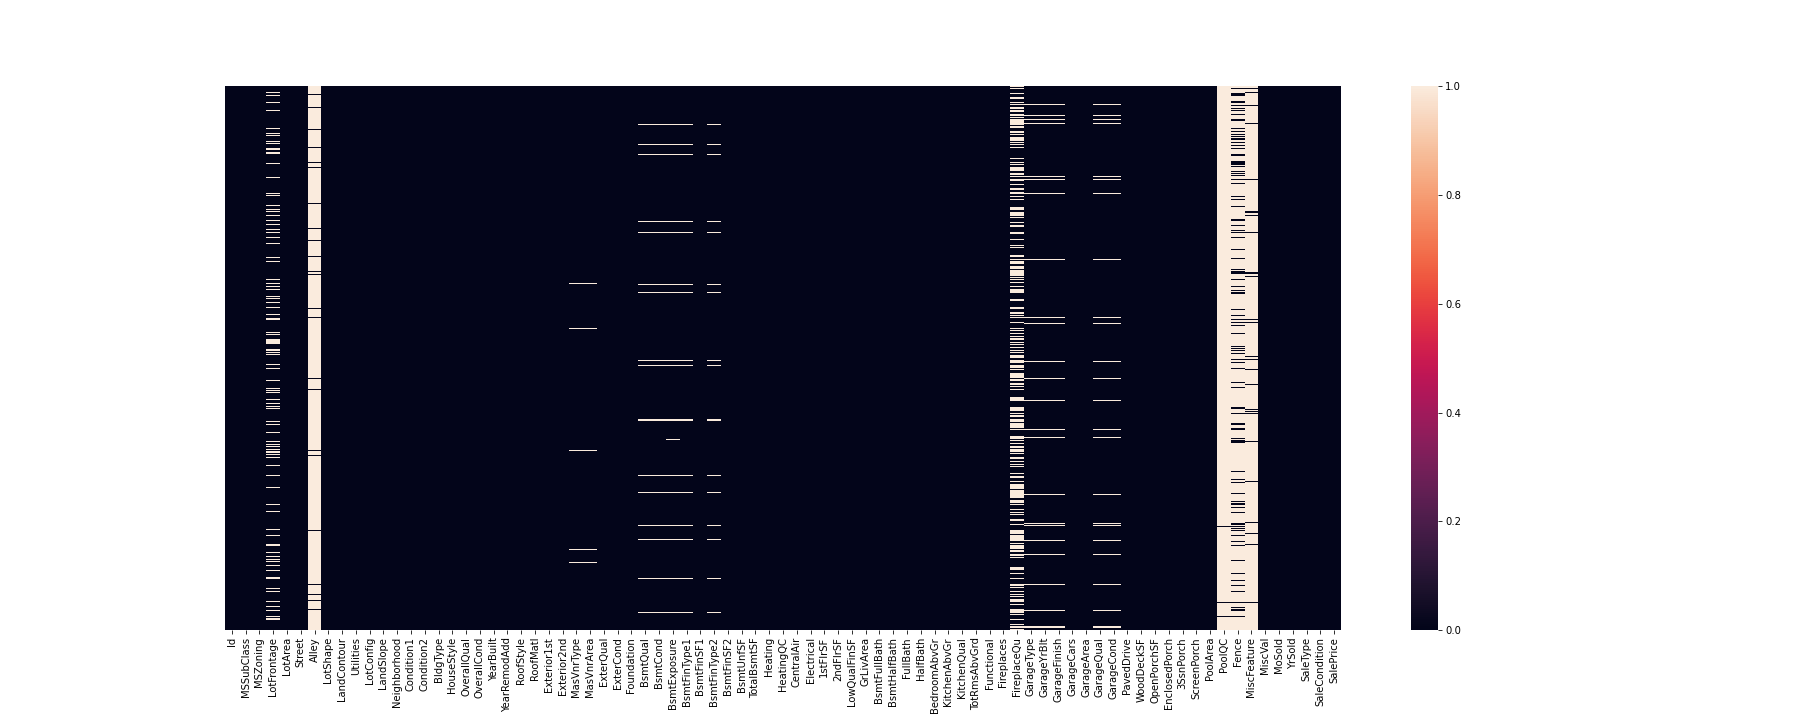 1.0
0.8
0.6
0.4
0.2
0.0
Id
MSSubClass
MSZoning
LotFrontage
LotArea
Street
Alley
LotShape
LandContour
Utilities
LotConfig
LandSlope
Neighborhood
Condition1
Condition2
BldgType
HouseStyle
OverallQual
OverallCond
YearBuilt
YearRemodAdd
RoofStyle
RoofMatl
Exterior1st
Exterior2nd
MasVnrType
MasVnrArea
ExterQual
ExterCond
Foundation
BsmtQual
BsmtCond
BsmtExposure
BsmtFinType1
BsmtFinSF1
BsmtFinType2
BsmtFinSF2
BsmtUnfSF
TotalBsmtSF
Heating
HeatingQC
CentralAir
Electrical
1stFlrSF
2ndFlrSF
LowQualFinSF
GrLivArea
BsmtFullBath
BsmtHalfBath
FullBath
HalfBath
BedroomAbvGr
KitchenAbvGr
KitchenQual
TotRmsAbvGrd
Functional
Fireplaces
FireplaceQu
GarageType
GarageYrBlt
GarageFinish
GarageCars
GarageArea
GarageQual
GarageCond
PavedDrive
WoodDeckSF
OpenPorchSF
EnclosedPorch
3SsnPorch
ScreenPorch
PoolArea
PoolQC
Fence
MiscFeature
MiscVal
MoSold
YrSold
SaleType
SaleCondition
SalePrice